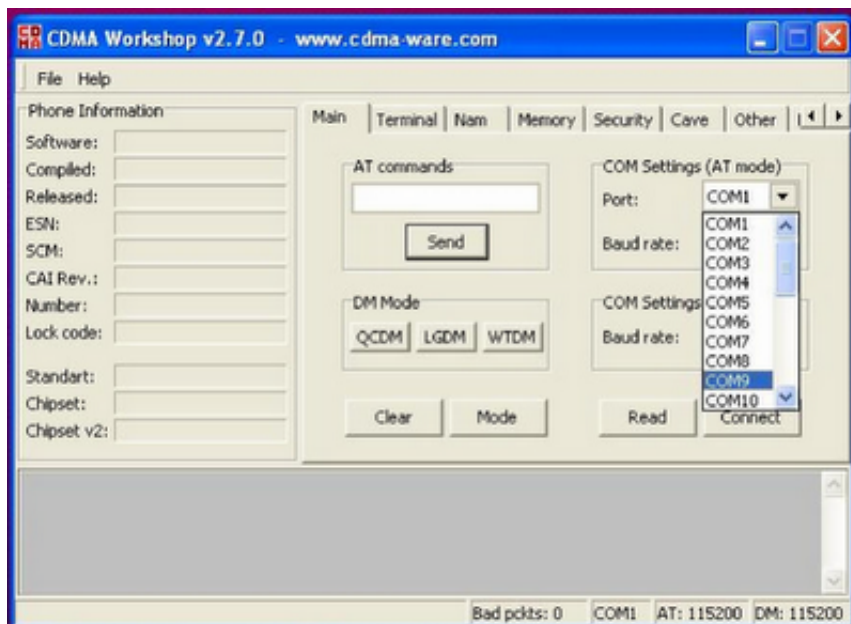 CDMA Workshop v2.7.0 - www.cdma-ware.com
File Help
Phone Information
Software:
Compiled:
Released:
ESN:
SCM:
CAI Rev.:
Number:
Lock code:
Standart:
Chipset:
Chipset v2:
Main Terminal Nam Memory Security Cave Other
AT commands
Send
DM Mode
QCDM LGDM WTDM
Clear Mode
COM Settings (AT mode)
Port: COM1
Baud rate:
COM Settings
Baud rate:
COM1
COM2
COM3
COM4
COM5
COM6
COM7
COM8
COM9
COM10
Read Connect
Bad pckts: 0 COM1 AT: 115200 DM: 115200